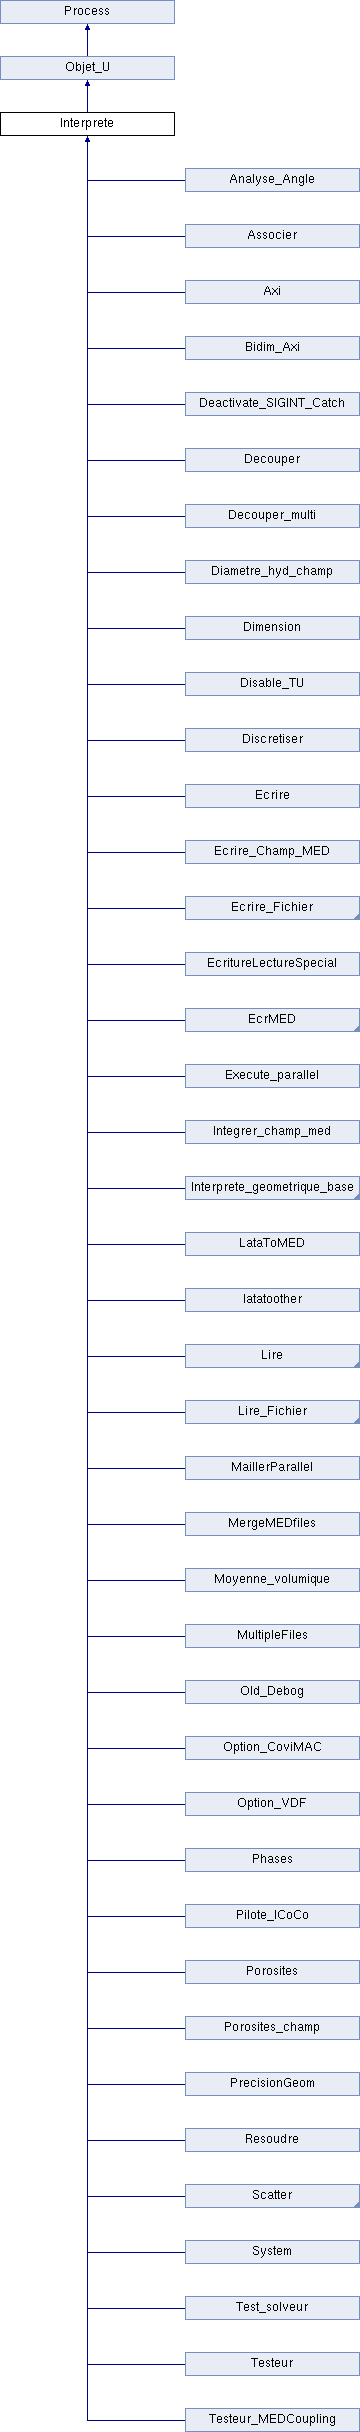 Process
Objet_U
Interprete
Analyse_Angle
Associer
Axi
Bidim_Axi
Deactivate_SIGINT_Catch
Decouper
Decouper_multi
Diametre_hyd_champ
Dimension
Disable_TU
Discretiser
Ecrire
Ecrire_Champ_MED
Ecrire_Fichier
EcritureLectureSpecial
EcrMED
Execute_parallel
Integrer_champ_med
Interprete_geometrique_base
LataToMED
latatoother
Lire
Lire_Fichier
MaillerParallel
MergeMEDfiles
Moyenne_volumique
MultipleFiles
Old_Debog
Option_CoviMAC
Option_VDF
Phases
Pilote_ICoCo
Porosites
Porosites_champ
PrecisionGeom
Resoudre
Scatter
System
Test_solveur
Testeur
Testeur_MEDCoupling